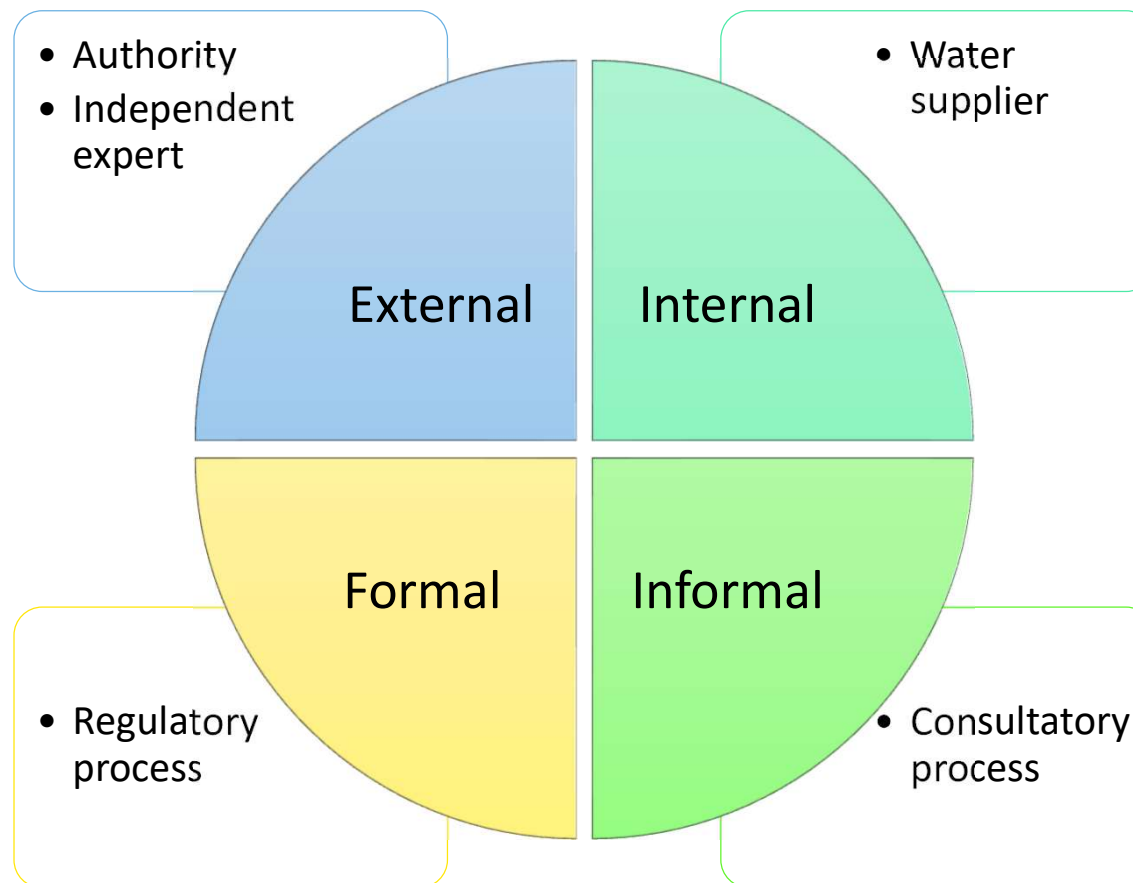 • Authority
• Independent
expert
• Water
supplier
External
Internal
Formal
Informal
• Regulatory
process
• Consultatory
process